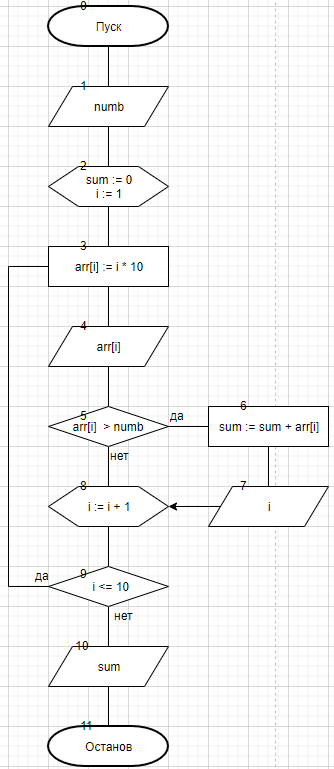 0
Пуск
1
numb
2
sum := 0
i := 1
3
arr[i] := i * 10
4
arr[i]
5
arr[i] > numb
да
нет
6
sum := sum + arr[i]
7
i
8
i := i + 1
9
i <= 10
да
нет
10
sum
11
Останов